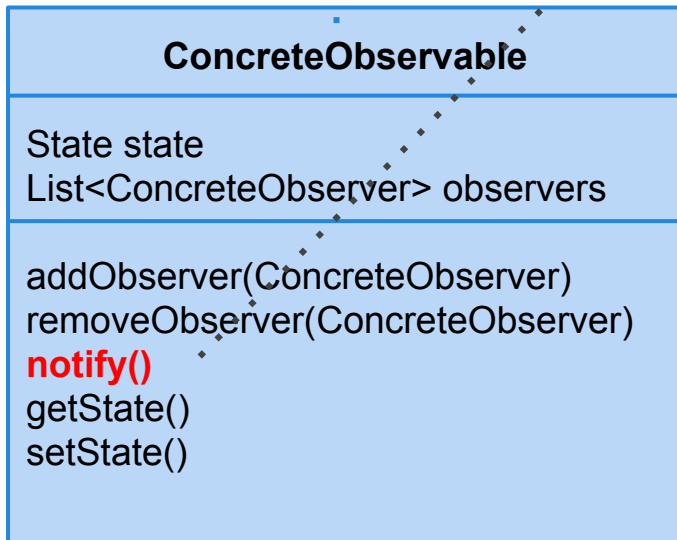 ConcreteObservable
State state
List<ConcreteObserver> observers
addObserver(ConcreteObserver)
removeObserver(ConcreteObserver)
notify()
getState()
setState()